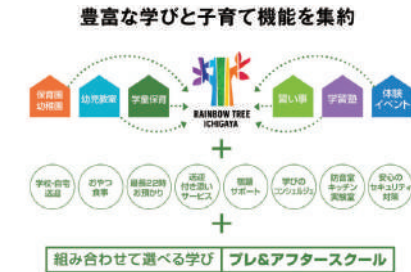 豊富な学びと子育て機能を集約
保育園
幼稚園
幼児教室
学童保育
RAINBOW TREE
ICHIGAYA
習い事
学習塾
体験
イベント
+
学校・自宅
送迎
おやつ
食事
最長22時
お預かり
送迎
付き添い
サービス
宿題
サポート
学びの
コンシェルジュ
防音室
キッチン
実験室
安心の
セキュリティ
対策
+
組み合わせて選べる学び
プレ&アフタースクール